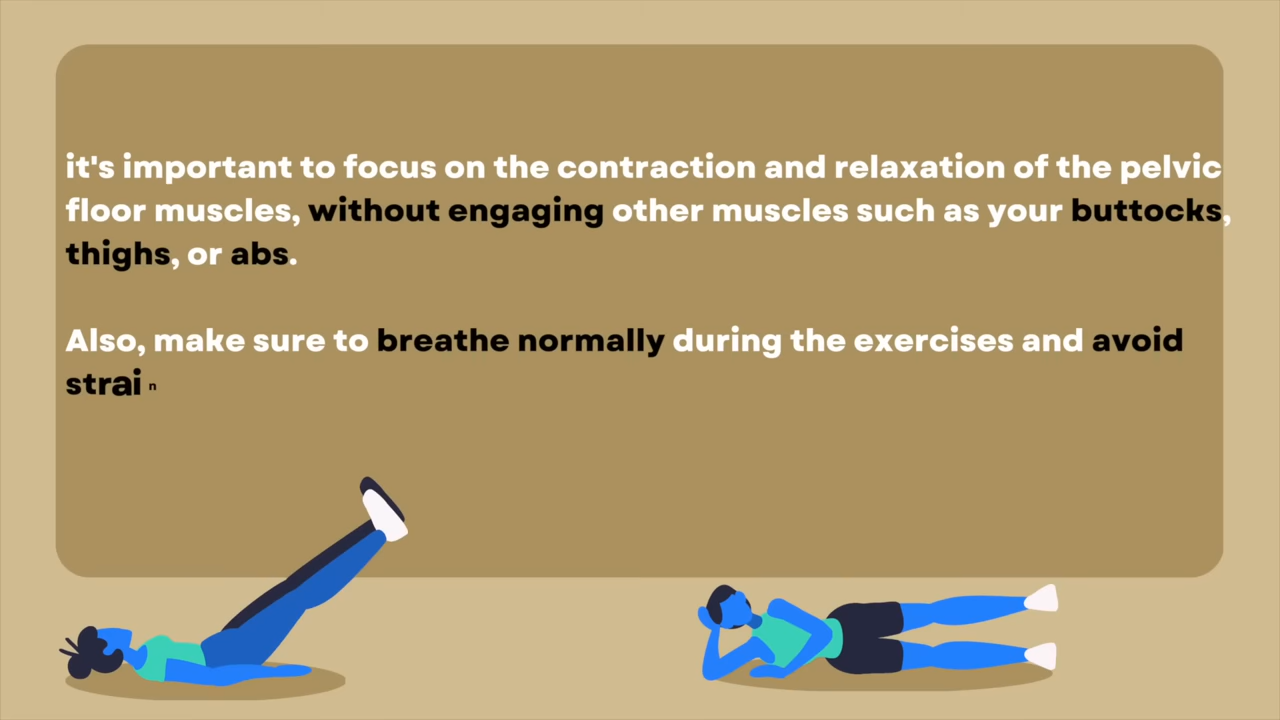 it's important to focus on the contraction and relaxation of the pelvic
floor muscles, without engaging other muscles such as your buttocks,
thighs, or abs.
Also, make sure to breathe normally during the exercises and avoid
strain